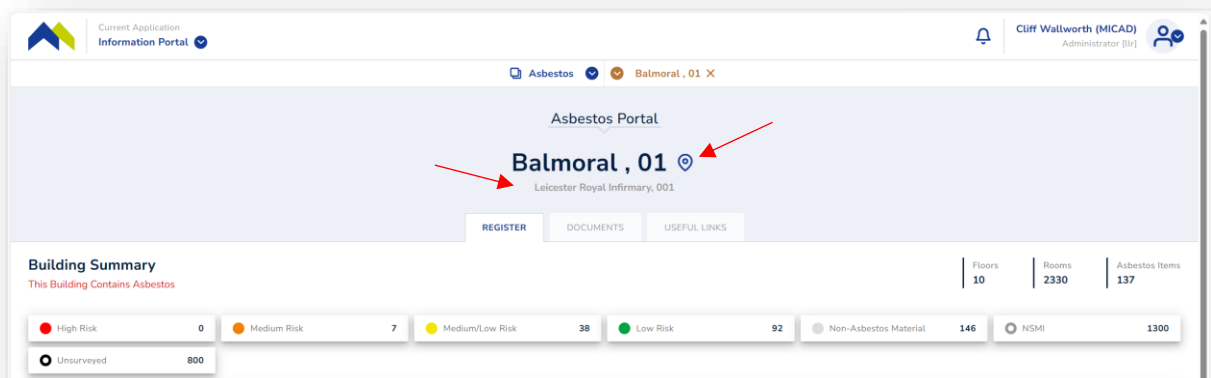 Current Application
Information Portal
Cliff Wallworth (MICAD)
Administrator [llr]
Asbestos Balmoral , 01
Asbestos Portal
Balmoral , 01
Leicester Royal Infirmary, 001
REGISTER DOCUMENTS USEFUL LINKS
Building Summary
This Building Contains Asbestos
Floors Rooms Asbestos Items
10 2330 137
High Risk 0 Medium Risk 7 Medium/Low Risk 38 Low Risk 92 Non-Asbestos Material 146 NSMI 1300
Unsurveyed 800